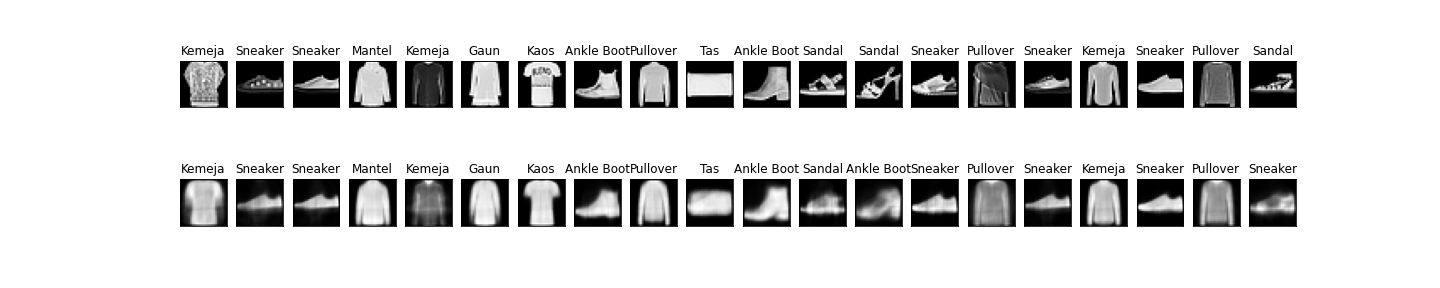 Kemeja Sneaker Sneaker Mantel Kemeja Gaun Kaos Ankle Boot Pullover Tas Ankle Boot Sandal Sandal Sneaker Pullover Sneaker Kemeja Sneaker Pullover Sandal
BLEND
Kemeja Sneaker Sneaker Mantel Kemeja Gaun Kaos Ankle Boot Pullover Tas Ankle Boot Sandal Ankle Boot Sneaker Pullover Sneaker Kemeja Sneaker Pullover Sneaker